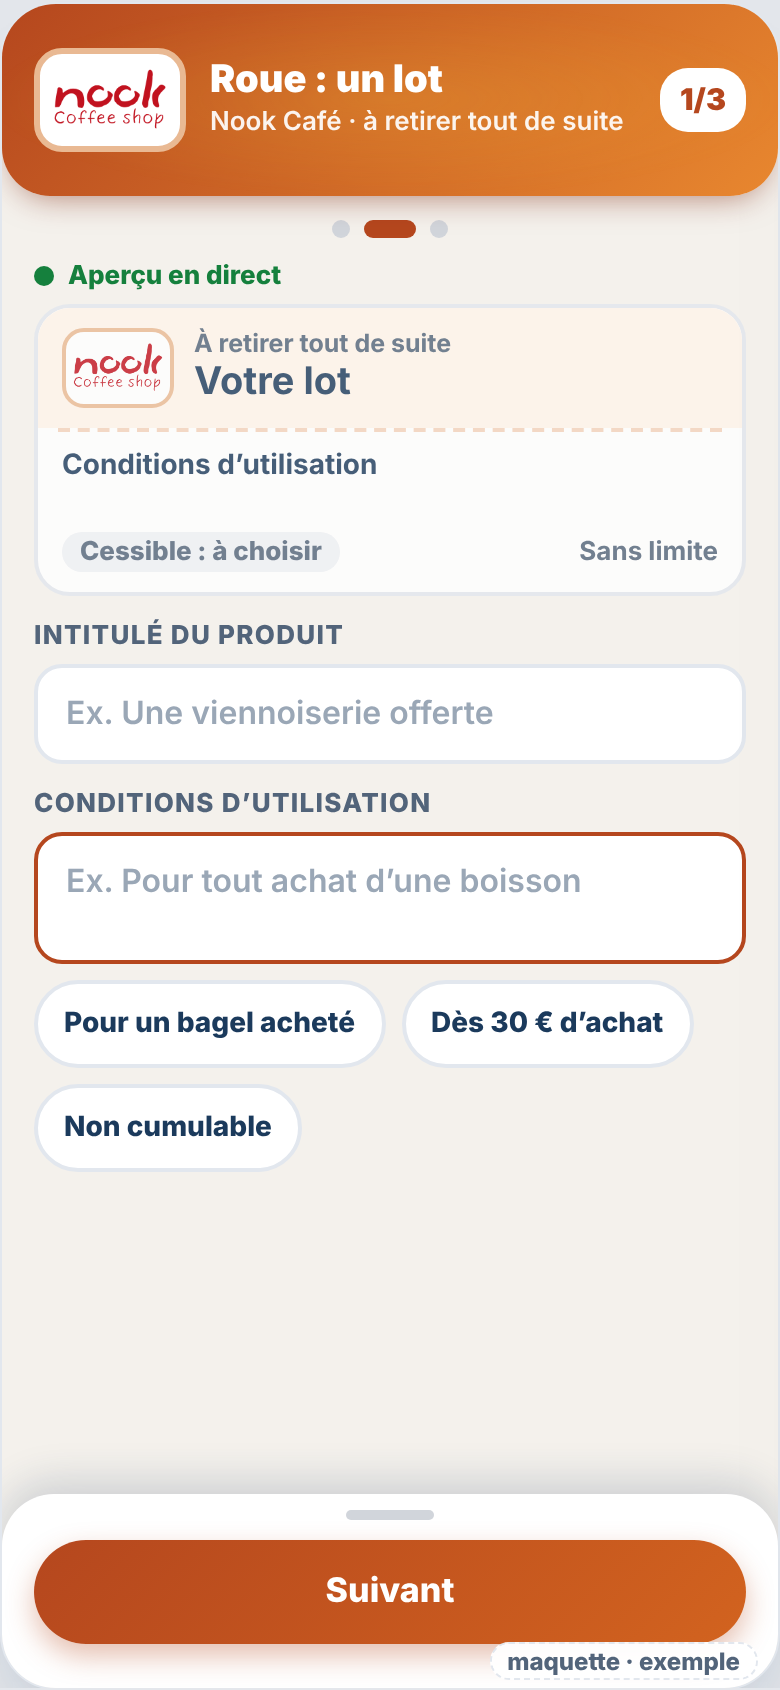 nook
Coffee shop
Roue : un lot
Nook Café · à retirer tout de suite
1/3
Aperçu en direct
nook
Coffee shop
À retirer tout de suite
Votre lot
Conditions d’utilisation
Cessible : à choisir
Sans limite
INTITULÉ DU PRODUIT
Ex. Une viennoiserie offerte
CONDITIONS D’UTILISATION
Ex. Pour tout achat d’une boisson
Pour un bagel acheté
Dès 30 € d’achat
Non cumulable
Suivant
maquette · exemple